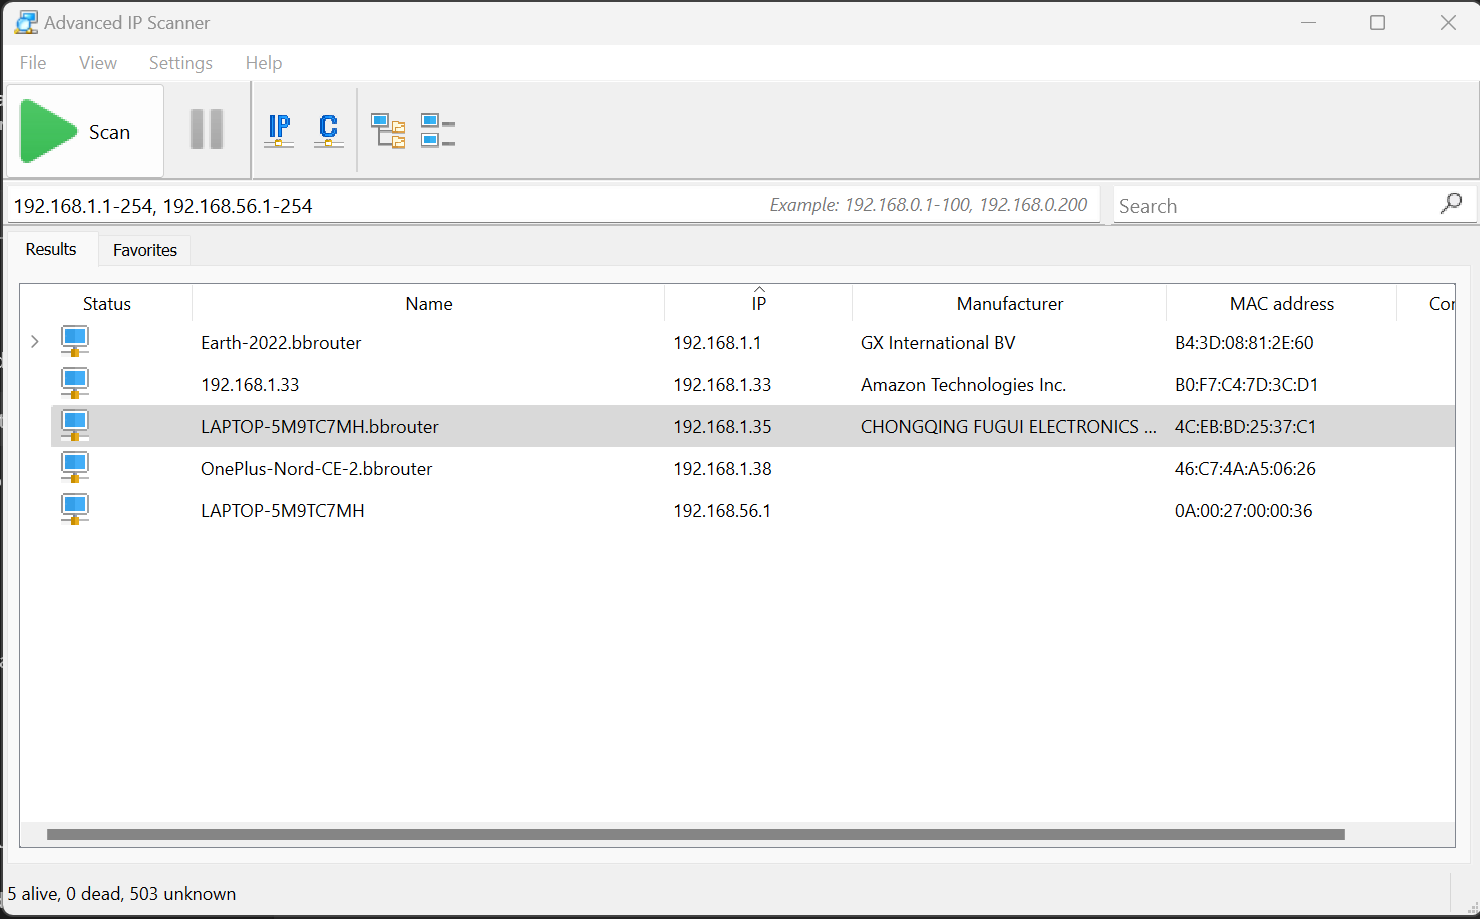 Advanced IP Scanner
File View Settings Help
Scan IP C
192.168.1.1-254, 192.168.56.1-254 Example: 192.168.0.1-100, 192.168.0.200 Search
Results Favorites
Status Name IP Manufacturer MAC address Cor
Earth-2022.bbrouter 192.168.1.1 GX International BV B4:3D:08:81:2E:60
192.168.1.33 192.168.1.33 Amazon Technologies Inc. B0:F7:C4:7D:3C:D1
LAPTOP-5M9TC7MH.bbrouter 192.168.1.35 CHONGQING FUGUI ELECTRONICS ... 4C:EB:BD:25:37:C1
OnePlus-Nord-CE-2.bbrouter 192.168.1.38 46:C7:4A:A5:06:26
LAPTOP-5M9TC7MH 192.168.56.1 0A:00:27:00:00:36
5 alive, 0 dead, 503 unknown